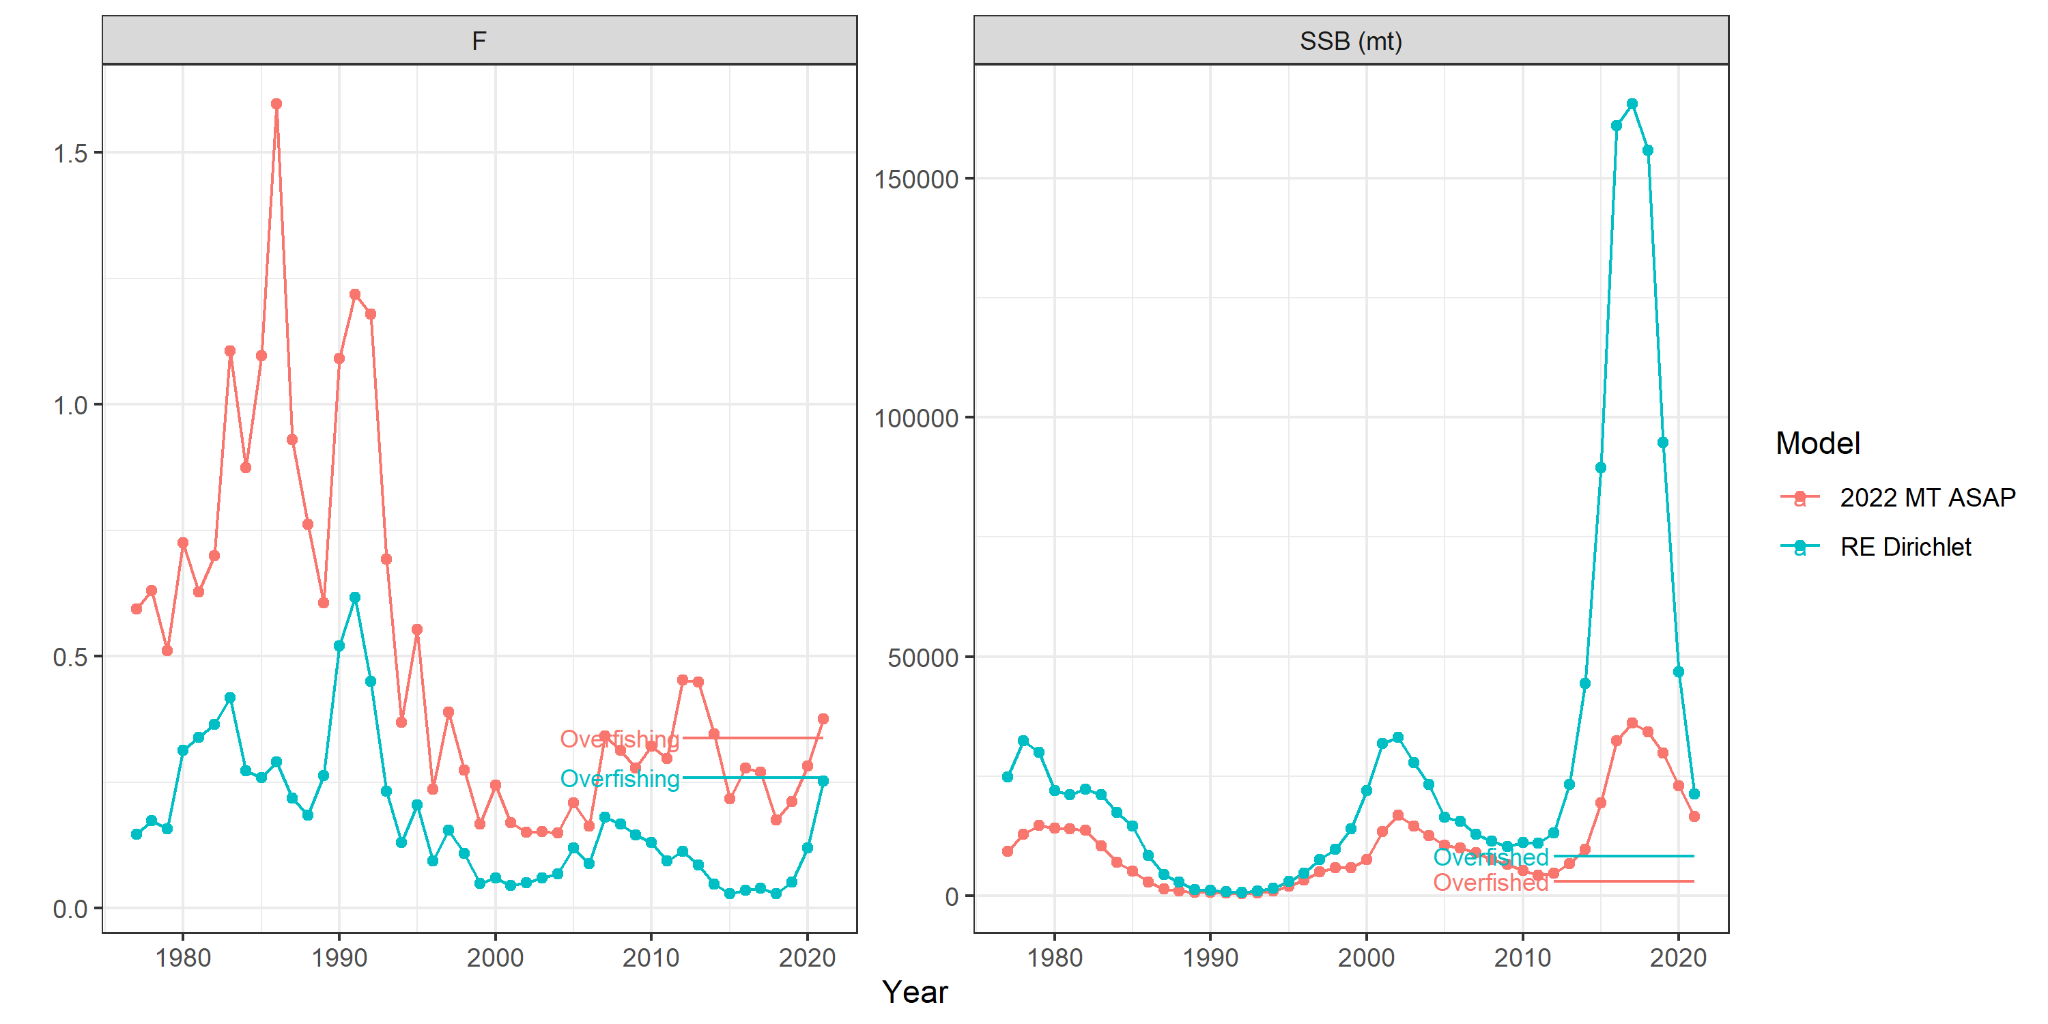 F
SSB (mt)
1.5
1.0
0.5
0.0
Overfishing
Overfishing
1980
1990
2000
2010
2020
150000
100000
50000
0
Overfished
Overfished
1980
1990
2000
2010
2020
Year
Model
a 2022 MT ASAP
a RE Dirichlet